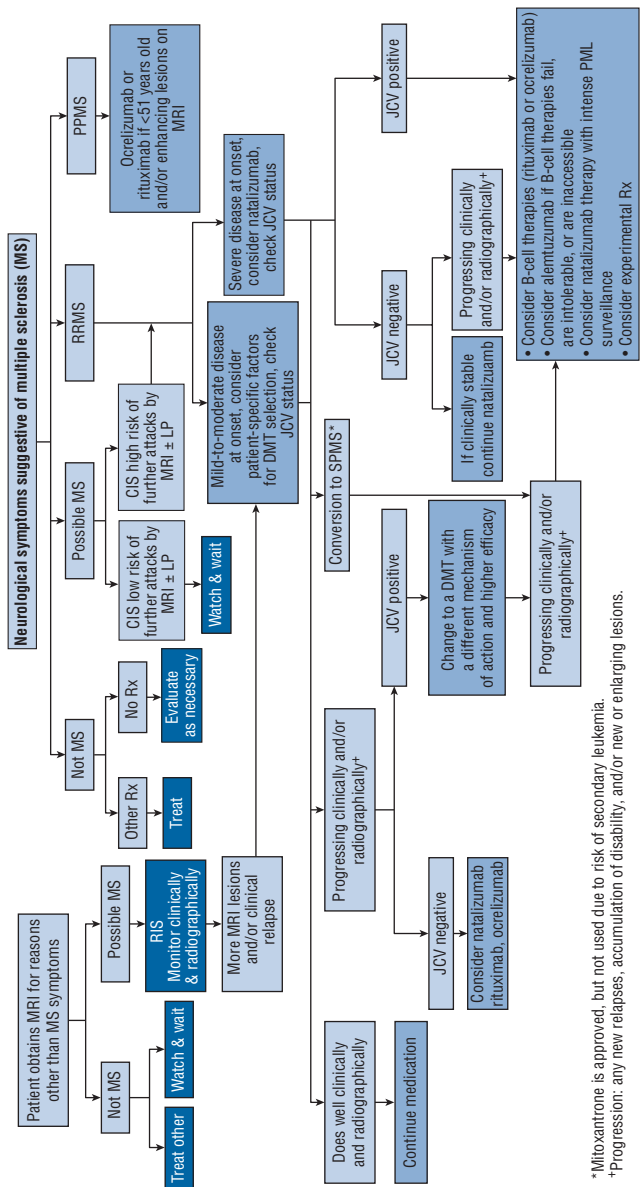 Neurological symptoms suggestive of multiple sclerosis (MS)
Patient obtains MRI for reasons
other than MS symptoms
Not MS
Possible MS
Treat other
Watch & wait
RIS
Monitor clinically
& radiographically
More MRI lesions
and/or clinical
relapse
Not MS
Other Rx
No Rx
Treat
Evaluate
as necessary
Possible MS
CIS low risk of
further attacks by
MRI ± LP
CIS high risk of
further attacks by
MRI ± LP
Watch & wait
RRMS
Mild-to-moderate disease
at onset, consider
patient-specific factors
for DMT selection, check
JCV status
Severe disease at onset,
consider natalizumab,
check JCV status
PPMS
Ocrelizumab or
rituximab if <51 years old
and/or enhancing lesions on
MRI
Does well clinically
and radiographically
Continue medication
Progressing clinically and/or
radiographically+
JCV negative
Consider natalizumab
rituximab, ocrelizumab
JCV positive
Change to a DMT with
a different mechanism
of action and higher efficacy
Progressing clinically and/or
radiographically+
Conversion to SPMS*
JCV negative
If clinically stable
continue natalizuamb
Progressing clinically
and/or radiographically+
JCV positive
• Consider B-cell therapies (rituximab or ocrelizumab)
• Consider alemtuzumab if B-cell therapies fail,
are intolerable, or are inaccessible
• Consider natalizumab therapy with intense PML
surveillance
• Consider experimental Rx
*Mitoxantrone is approved, but not used due to risk of secondary leukemia.
+Progression: any new relapses, accumulation of disability, and/or new or enlarging lesions.